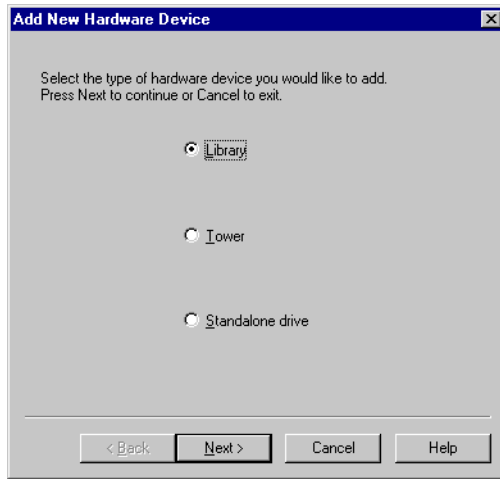 Add New Hardware Device
Select the type of hardware device you would like to add.
Press Next to continue or Cancel to exit.
Library
Tower
Standalone drive
< Back
Next >
Cancel
Help